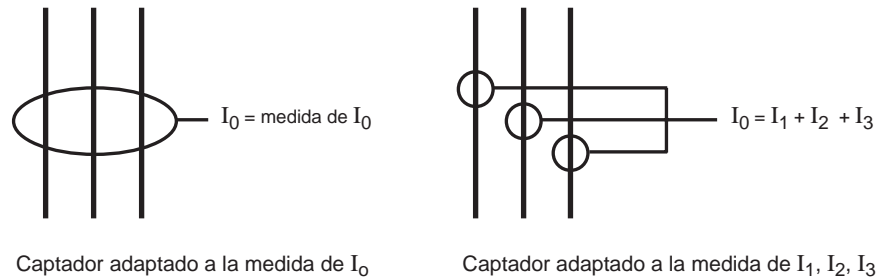 I0 = medida de I0
I0 = I1 + I2 + I3
Captador adaptado a la medida de Io
Captador adaptado a la medida de I1, I2, I3